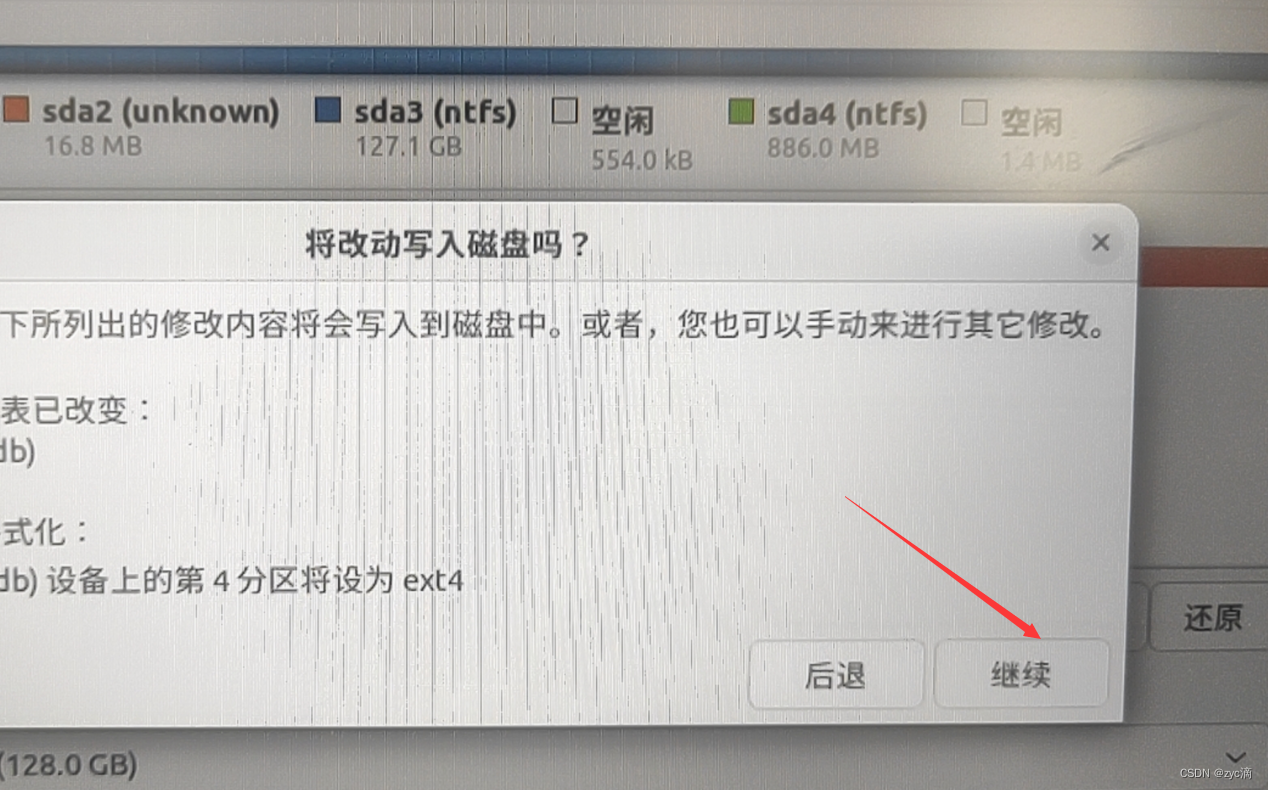 sda2 (unknown) sda3 (ntfs) 空闲 sda4 (ntfs) 空闲
16.8 MB 127.1 GB 554.0 kB 886.0 MB 1.4 MB
将改动写入磁盘吗？
下所列出的修改内容将会写入到磁盘中。或者，您也可以手动来进行其它修改。
表已改变：
db)
式化：
db) 设备上的第 4 分区将设为 ext4
还原
后退 继续
(128.0 GB)
CSDN @zyc滴